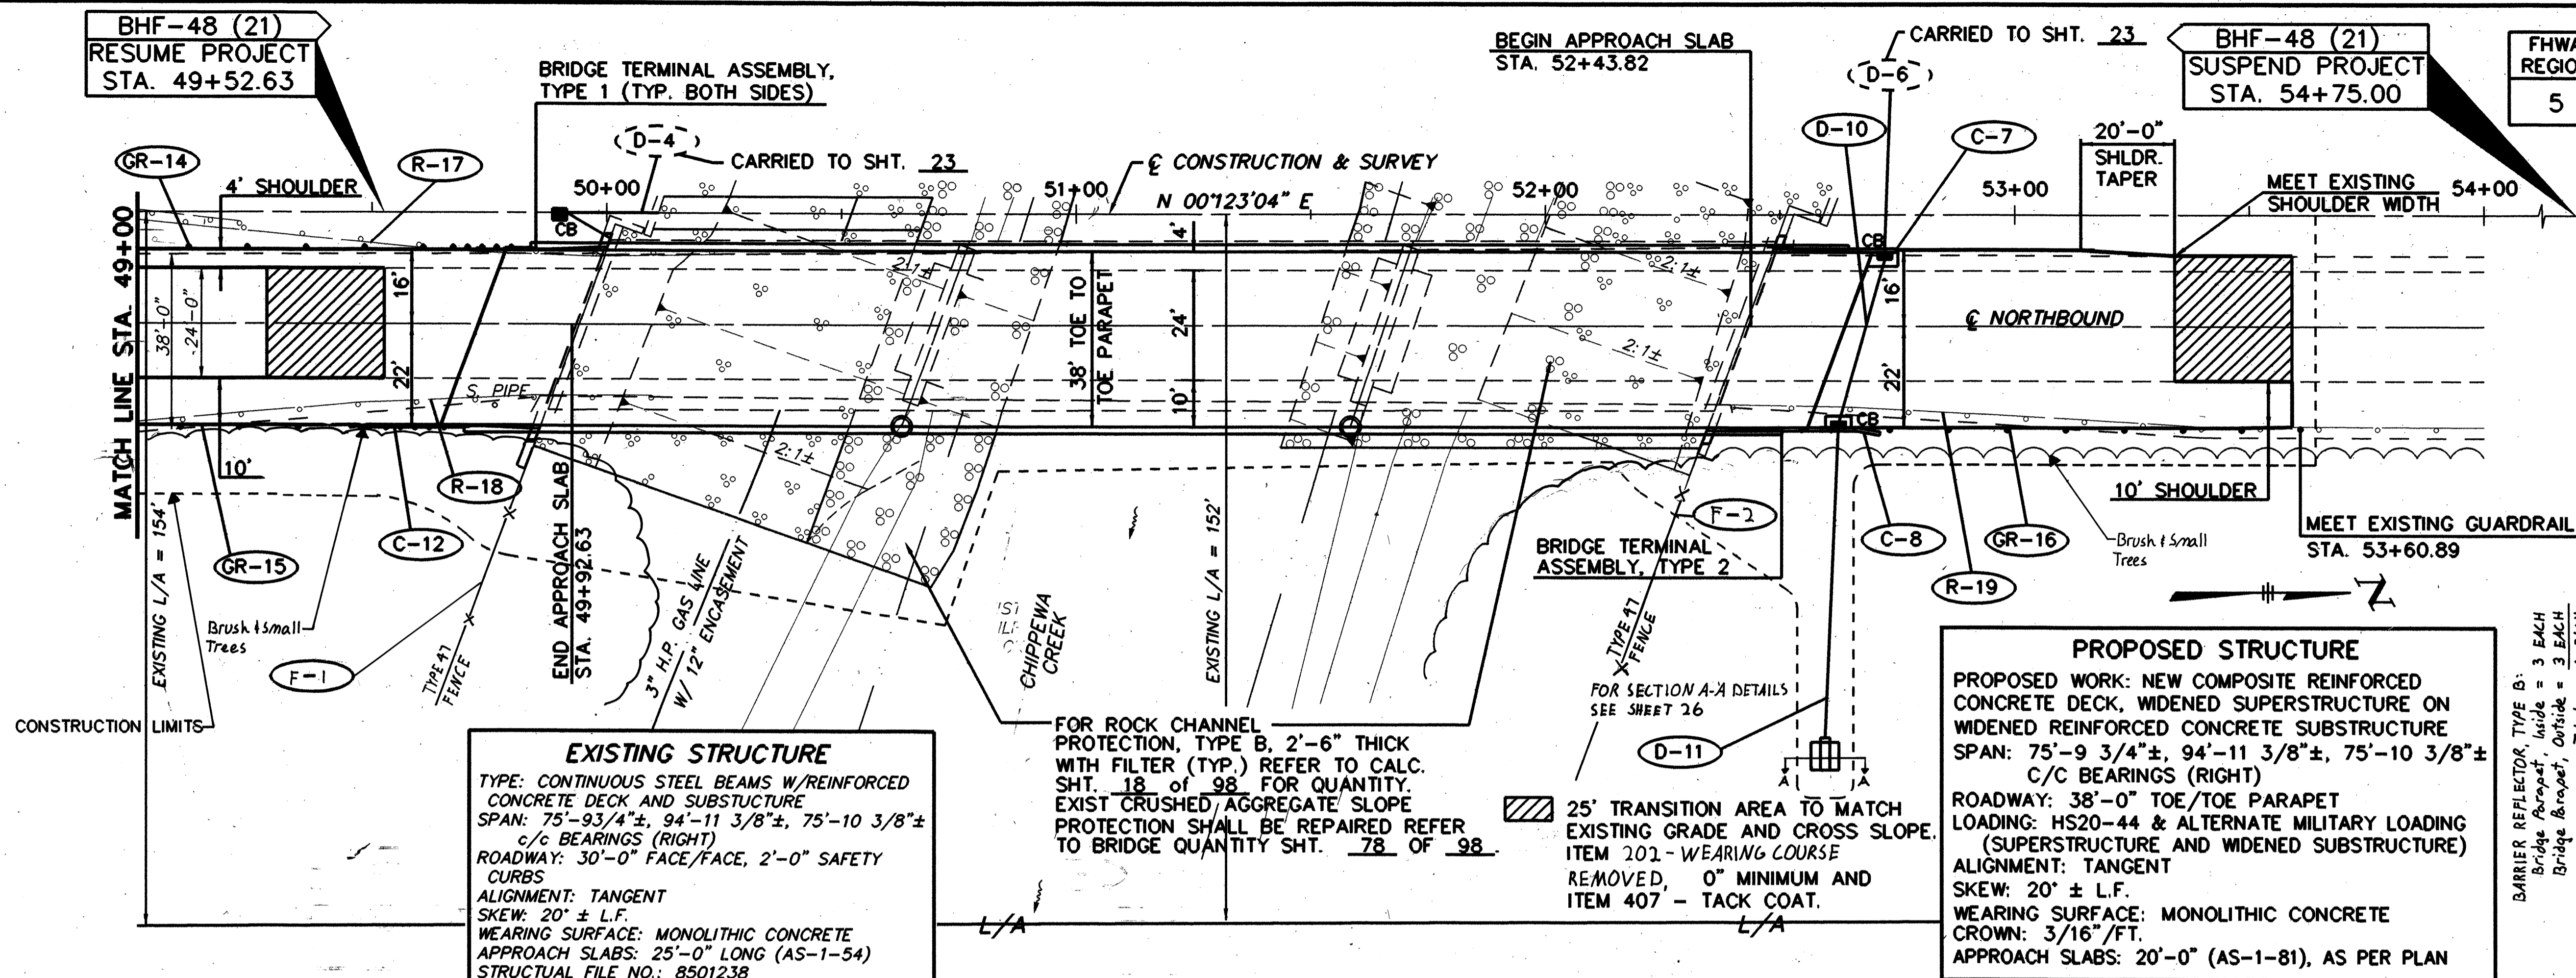 BHF-48 (21)
RESUME PROJECT
STA. 49+52.63
BRIDGE TERMINAL ASSEMBLY,
TYPE 1 (TYP. BOTH SIDES)
BEGIN APPROACH SLAB
STA. 52+43.82
CARRIED TO SHT. 23
D-6
BHF-48 (21)
SUSPEND PROJECT
STA. 54+75.00
FHWA
REGIO
5
GR-14
4' SHOULDER
R-17
D-4
CARRIED TO SHT. 23
50+00
℄ CONSTRUCTION & SURVEY
51+00
N 00°123'04" E
52+00
D-10
C-7
20'-0"
SHLDR.
TAPER
53+00
MEET EXISTING
SHOULDER WIDTH
54+00
CB
CB
MATCH LINE STA. 49+00
38'-0"
24'-0"
16'
22'
2:1±
4'
38' TOE TO
TOE PARAPET
24'
10'
2:1±
2:1±
16'
22'
℄ NORTHBOUND
S. PIPE
2:1±
CB
10'
R-18
C-12
GR-15
EXISTING L/A = 154'
Brush & Small
Trees
F-1
CONSTRUCTION LIMITS
TYPE 47
FENCE
END APPROACH SLAB
STA. 49+92.63
3" H.P. GAS LINE
W/ 12" ENCASEMENT
CHIPPEWA
CREEK
EXISTING L/A = 152'
BRIDGE TERMINAL
ASSEMBLY, TYPE 2
F-2
TYPE 47
FENCE
C-8
GR-16
R-19
10' SHOULDER
Brush & Small
Trees
MEET EXISTING GUARDRAIL
STA. 53+60.89
Z
FOR SECTION A-A DETAILS
SEE SHEET 26
D-11
A
A
EXISTING STRUCTURE
TYPE: CONTINUOUS STEEL BEAMS W/REINFORCED
CONCRETE DECK AND SUBSTUCTURE
SPAN: 75'-93/4"±, 94'-11 3/8"±, 75'-10 3/8"±
c/c BEARINGS (RIGHT)
ROADWAY: 30'-0" FACE/FACE, 2'-0" SAFETY
CURBS
ALIGNMENT: TANGENT
SKEW: 20° ± L.F.
WEARING SURFACE: MONOLITHIC CONCRETE
APPROACH SLABS: 25'-0" LONG (AS-1-54)
STRUCTUAL FILE NO.: 8501238
FOR ROCK CHANNEL
PROTECTION, TYPE B, 2'-6" THICK
WITH FILTER (TYP.) REFER TO CALC.
SHT. 18 of 98 FOR QUANTITY.
EXIST CRUSHED AGGREGATE SLOPE
PROTECTION SHALL BE REPAIRED REFER
TO BRIDGE QUANTITY SHT. 78 OF 98.
25' TRANSITION AREA TO MATCH
EXISTING GRADE AND CROSS SLOPE.
ITEM 202 - WEARING COURSE
REMOVED, 0" MINIMUM AND
ITEM 407 - TACK COAT.
L/A
L/A
PROPOSED STRUCTURE
PROPOSED WORK: NEW COMPOSITE REINFORCED
CONCRETE DECK, WIDENED SUPERSTRUCTURE ON
WIDENED REINFORCED CONCRETE SUBSTRUCTURE
SPAN: 75'-9 3/4"±, 94'-11 3/8"±, 75'-10 3/8"±
C/C BEARINGS (RIGHT)
ROADWAY: 38'-0" TOE/TOE PARAPET
LOADING: HS20-44 & ALTERNATE MILITARY LOADING
(SUPERSTRUCTURE AND WIDENED SUBSTRUCTURE)
ALIGNMENT: TANGENT
SKEW: 20° ± L.F.
WEARING SURFACE: MONOLITHIC CONCRETE
CROWN: 3/16"/FT.
APPROACH SLABS: 20'-0" (AS-1-81), AS PER PLAN
BARRIER REFLECTOR, TYPE B:
Bridge Parapet, Inside = 3 EACH
Bridge Parapet, Outside = 3 EACH